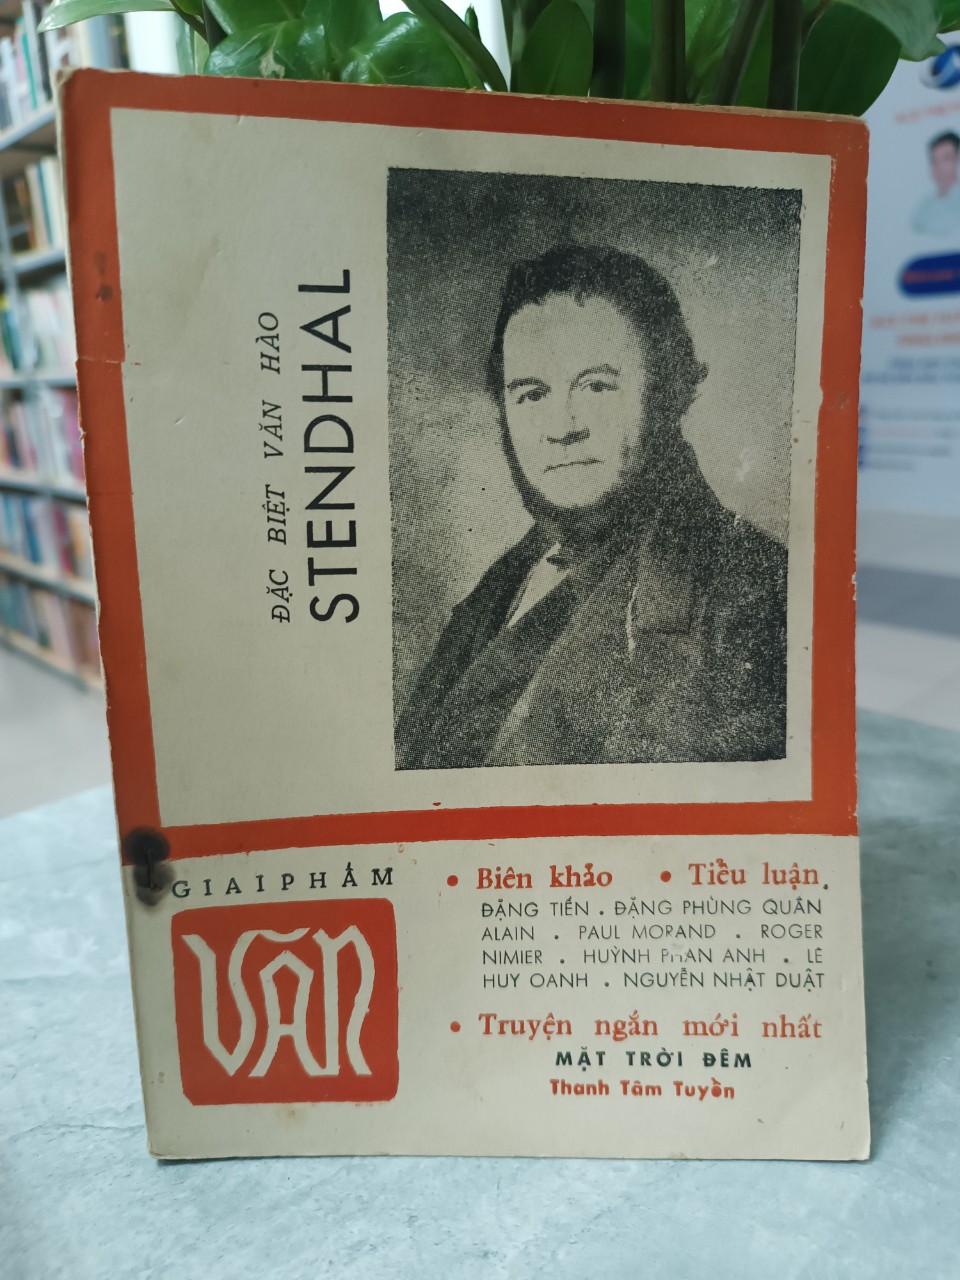 ĐẶC BIỆT VĂN HÀO
STENDHAL
GIAI PHẨM
VĂN
• Biên khảo • Tiểu luận.
ĐẶNG TIẾN . ĐẶNG PHÙNG QUÂN
ALAIN . PAUL MORAND . ROGER
NIMIER . HUỲNH PHAN ANH . LÊ
HUY OANH . NGUYỄN NHẬT DUẬT
• Truyện ngắn mới nhất
MẶT TRỜI ĐÊM
Thanh Tâm Tuyền